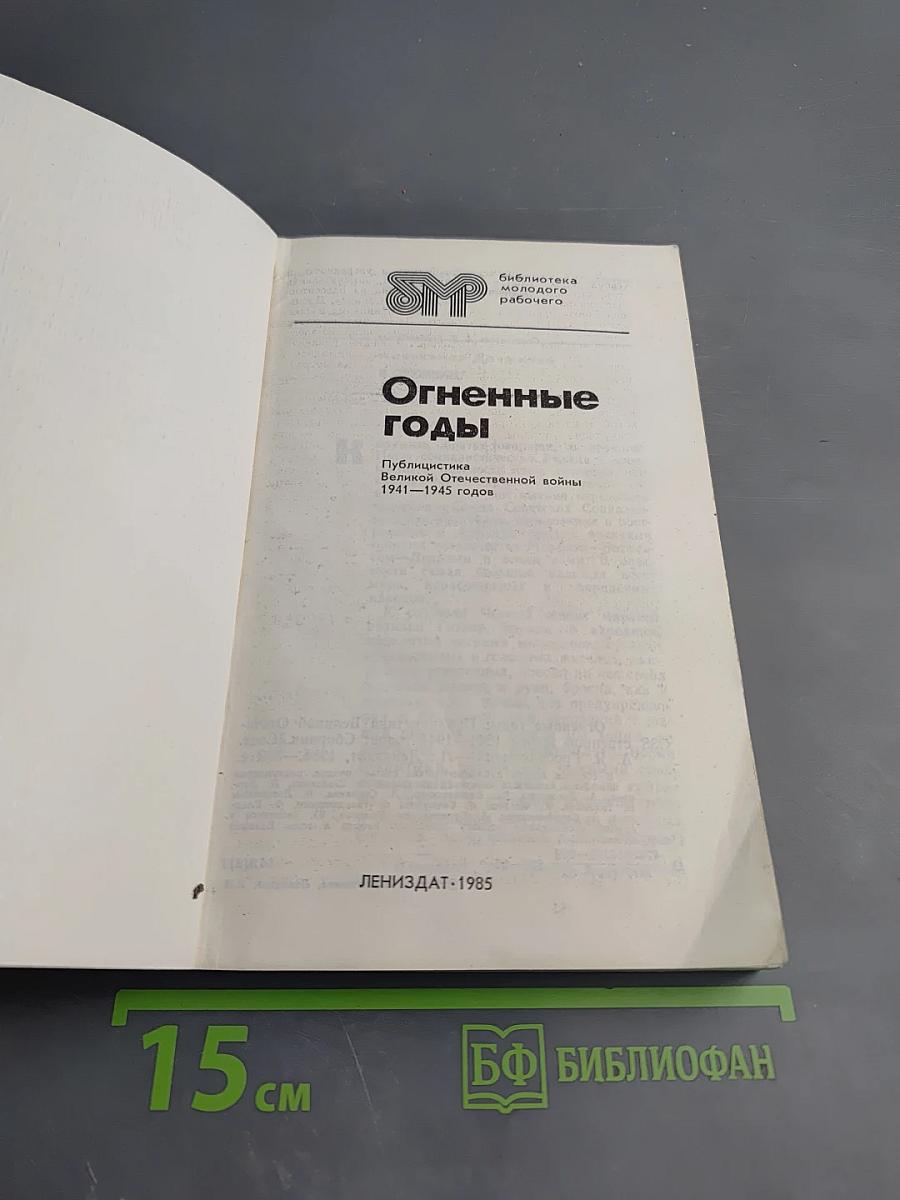 бмр
библиотека
молодого
рабочего
Огненные
годы
Публицистика
Великой Отечественной войны
1941—1945 годов
ЛЕНИЗДАТ·1985
15 см
БФ БИБЛИОФАН